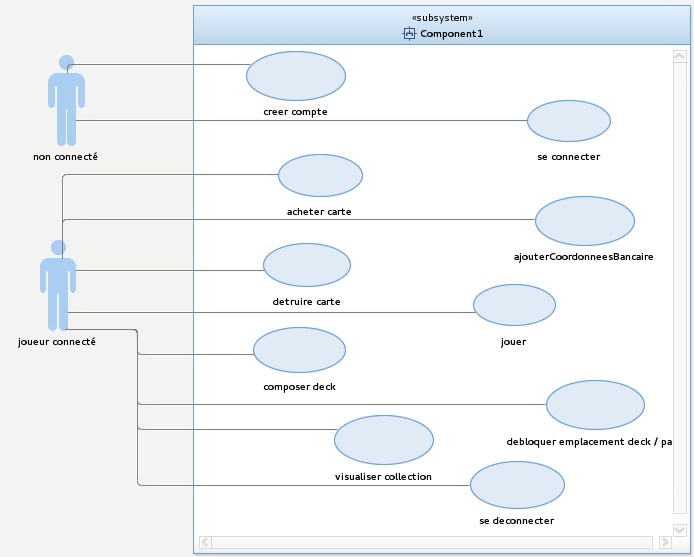 «subsystem»
Component1
creer compte
non connecté
se connecter
acheter carte
ajouterCoordonneesBancaire
detruire carte
joueur connecté
jouer
composer deck
debloquer emplacement deck / pa
visualiser collection
se deconnecter